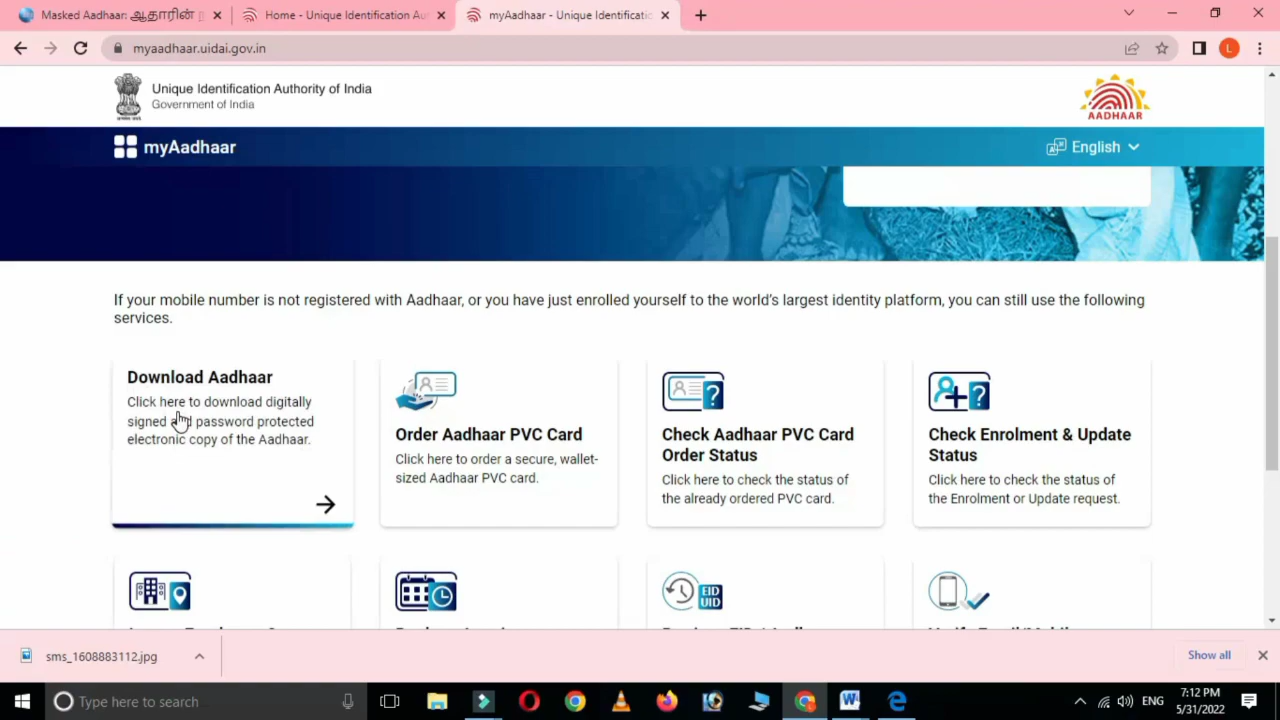 Masked Aadhaar: ஆதாரின்
Home - Unique Identification Au
myAadhaar - Unique Identificatio
myaadhaar.uidai.gov.in
L
Unique Identification Authority of India
Government of India
AADHAAR
myAadhaar
English
If your mobile number is not registered with Aadhaar, or you have just enrolled yourself to the world's largest identity platform, you can still use the following
services.
Download Aadhaar
Click here to download digitally
signed and password protected
electronic copy of the Aadhar.
Order Aadhaar PVC Card
Click here to order a secure, wallet-
sized Aadhaar PVC card.
Check Aadhaar PVC Card
Order Status
Click here to check the status of
the already ordered PVC card.
Check Enrolment & Update
Status
Click here to check the status of
the Enrolment or Update request.
EID
UID
sms_1608883112.jpg
Show all
Type here to search
ENG
7:12 PM
5/31/2022